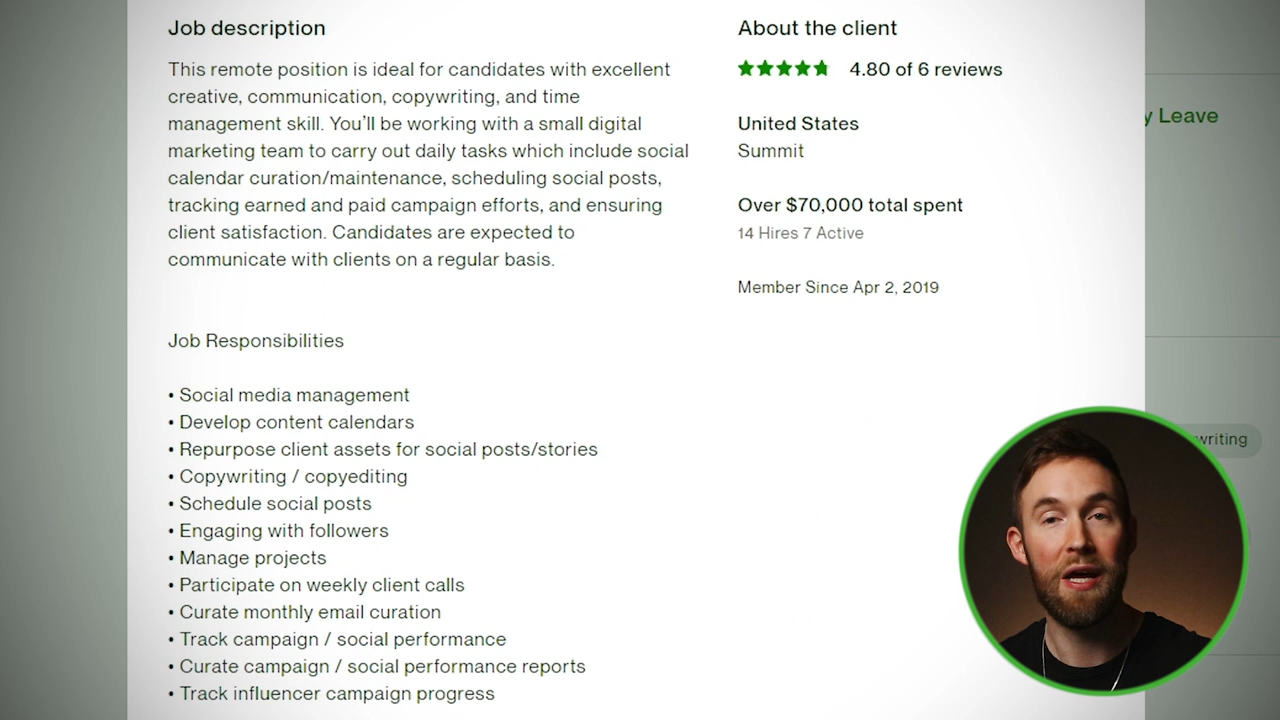 Job description
This remote position is ideal for candidates with excellent
creative, communication, copywriting, and time
management skill. You'll be working with a small digital
marketing team to carry out daily tasks which include social
calendar curation/maintenance, scheduling social posts,
tracking earned and paid campaign efforts, and ensuring
client satisfaction. Candidates are expected to
communicate with clients on a regular basis.
Job Responsibilities
• Social media management
• Develop content calendars
• Repurpose client assets for social posts/stories
• Copywriting / copyediting
• Schedule social posts
• Engaging with followers
• Manage projects
• Participate on weekly client calls
• Curate monthly email curation
• Track campaign / social performance
• Curate campaign / social performance reports
• Track influencer campaign progress
About the client
4.80 of 6 reviews
United States
Summit
Over $70,000 total spent
14 Hires 7 Active
Member Since Apr 2, 2019
y Leave
writing